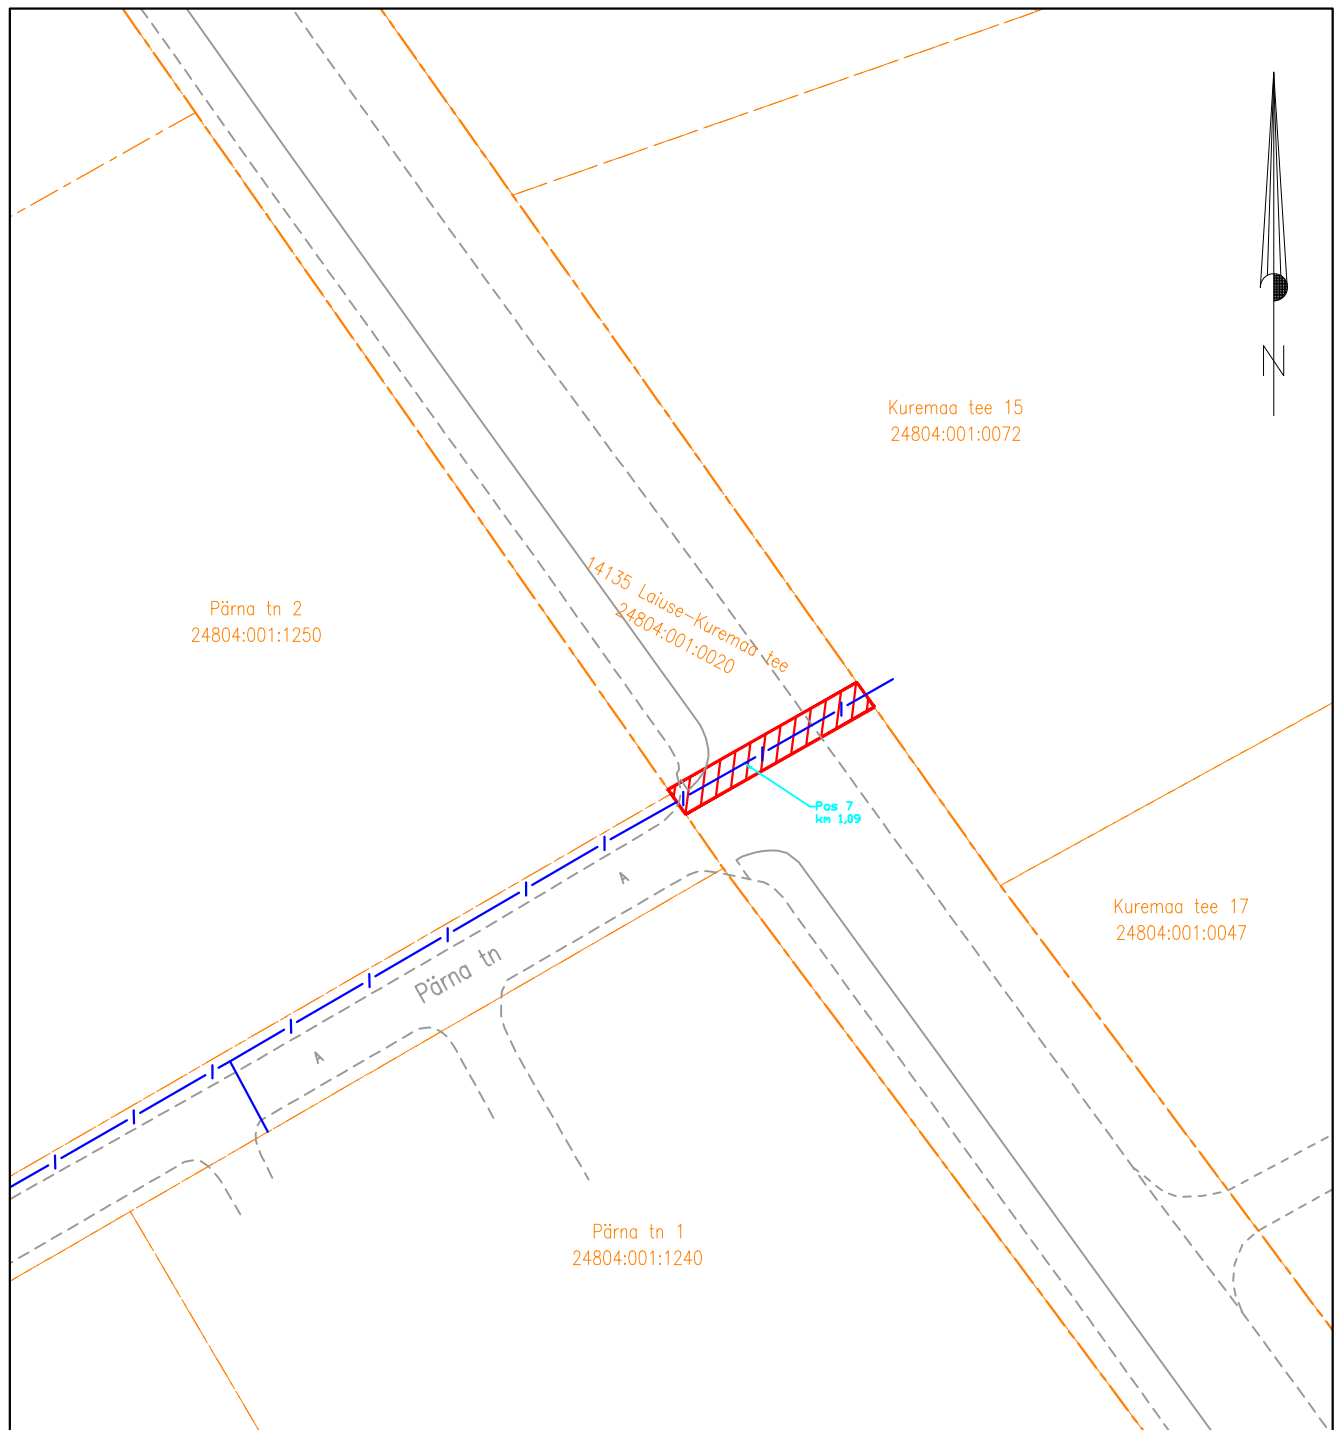 Kuremaa tee 15
24804:001:0072
N
14135 Laiuse-Kuremaa tee
24804:001:0020
Pärna tn 2
24804:001:1250
Pos 7
km 1,09
A
Kuremaa tee 17
24804:001:0047
Pärna tn
A
Pärna tn 1
24804:001:1240